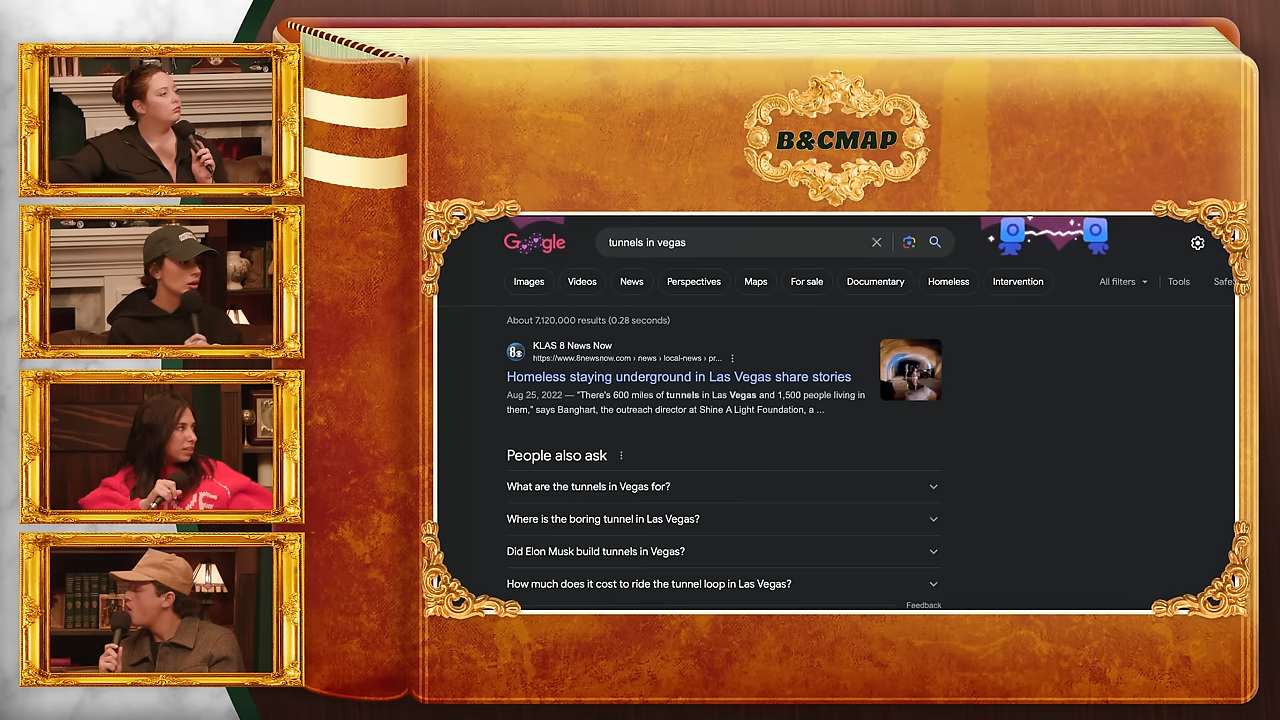 B&CMAP
Google
tunnels in vegas
Images
Videos
News
Perspectives
Maps
For sale
Documentary
Homeless
Intervention
All filters
Tools
Safe
About 7,120,000 results (0.28 seconds)
KLAS 8 News Now
https://www.8newsnow.com › news › local-news › pr...
Homeless staying underground in Las Vegas share stories
Aug 25, 2022 — "There's 600 miles of tunnels in Las Vegas and 1,500 people living in
them," says Banghart, the outreach director at Shine A Light Foundation, a ...
People also ask
What are the tunnels in Vegas for?
Where is the boring tunnel in Las Vegas?
Did Elon Musk build tunnels in Vegas?
How much does it cost to ride the tunnel loop in Las Vegas?
Feedback